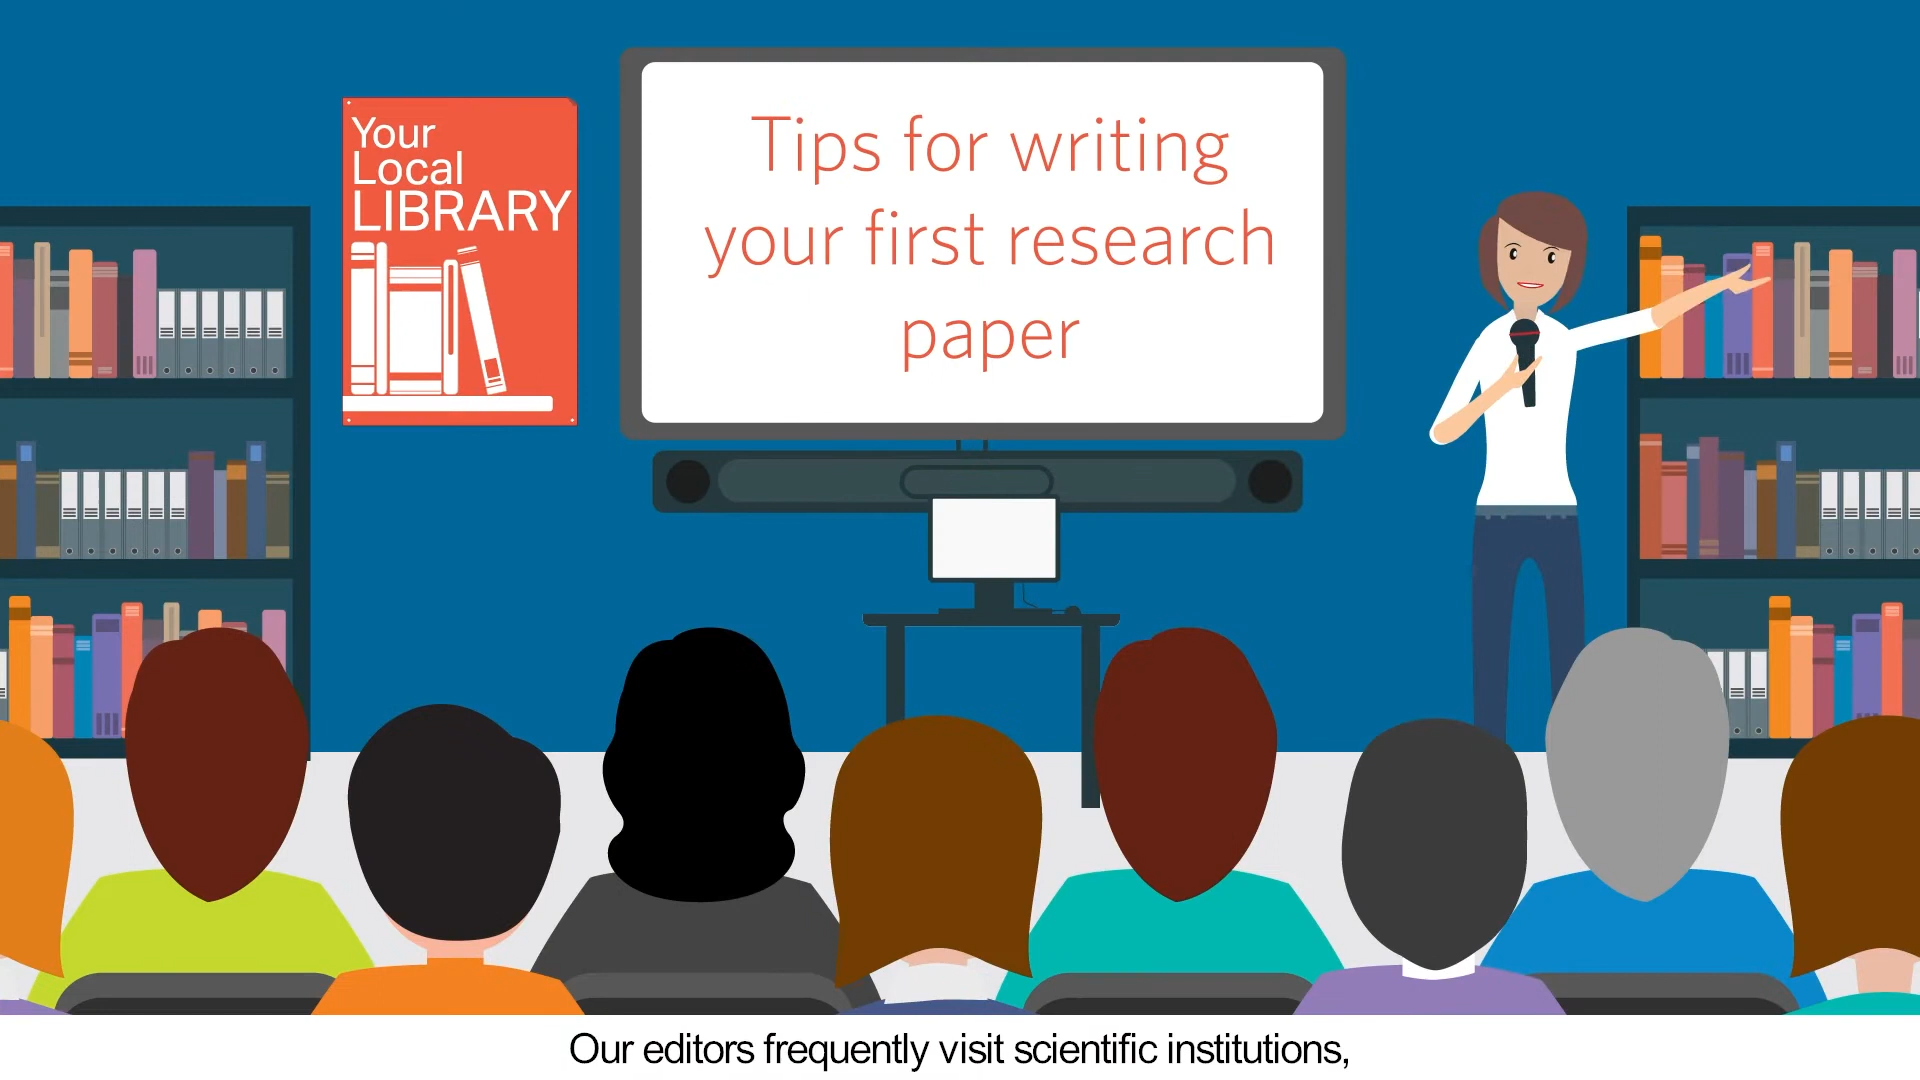 Your
Local
LIBRARY
Tips for writing
your first research
paper
Our editors frequently visit scientific institutions,